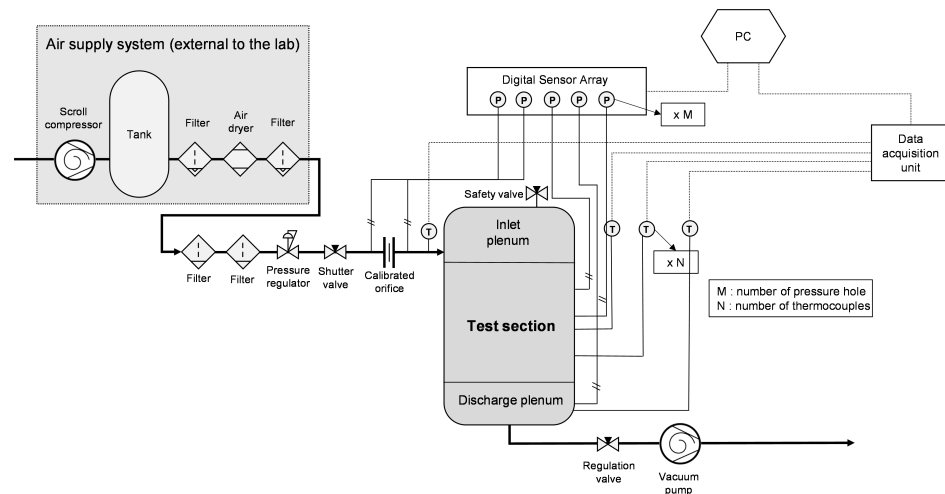 Air supply system (external to the lab)
Scroll
compressor
Tank
Filter
Air
dryer
Filter
PC
Digital Sensor Array
P
P
P
P
P
x M
Data
acquisition
unit
Safety valve
Inlet
plenum
T
T
T
T
x N
Filter
Filter
Pressure
regulator
Shutter
valve
Calibrated
orifice
M : number of pressure hole
N : number of thermocouples
Test section
Discharge plenum
Regulation
valve
Vacuum
pump